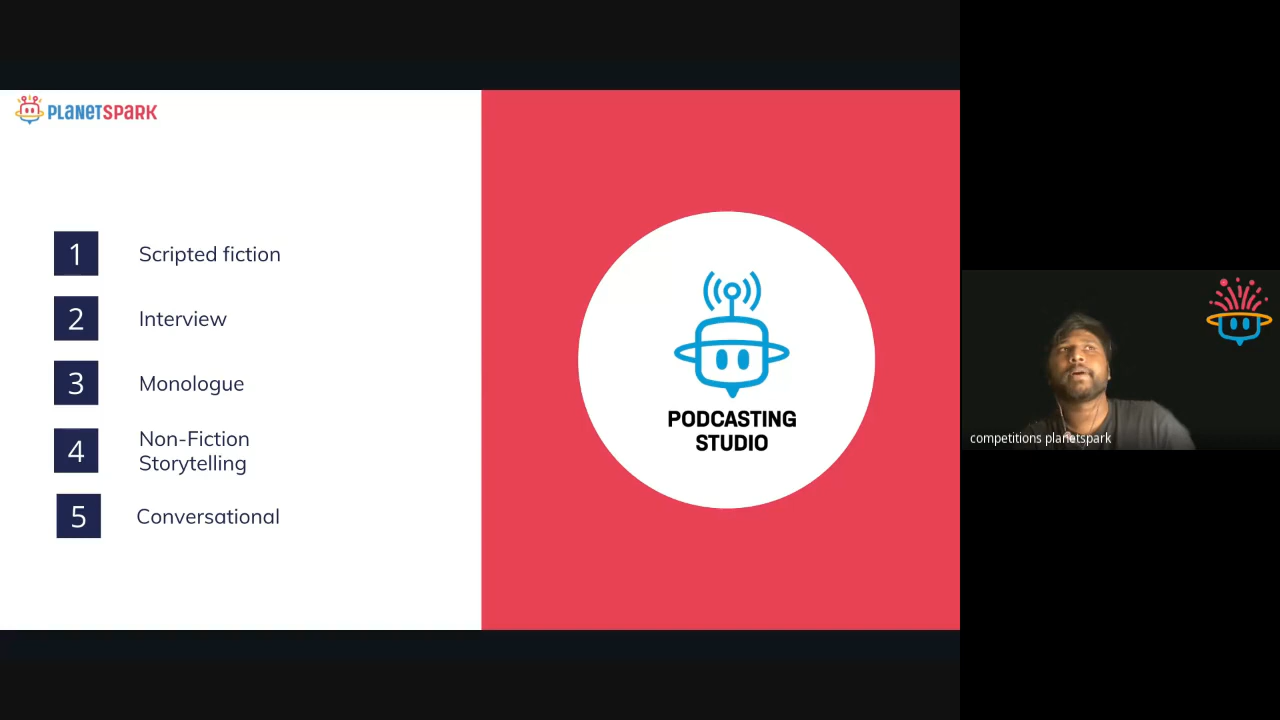 PLANETSPARK
1 Scripted fiction
2 Interview
3 Monologue
4 Non-Fiction
Storytelling
5 Conversational
PODCASTING
STUDIO
competitions planetspark